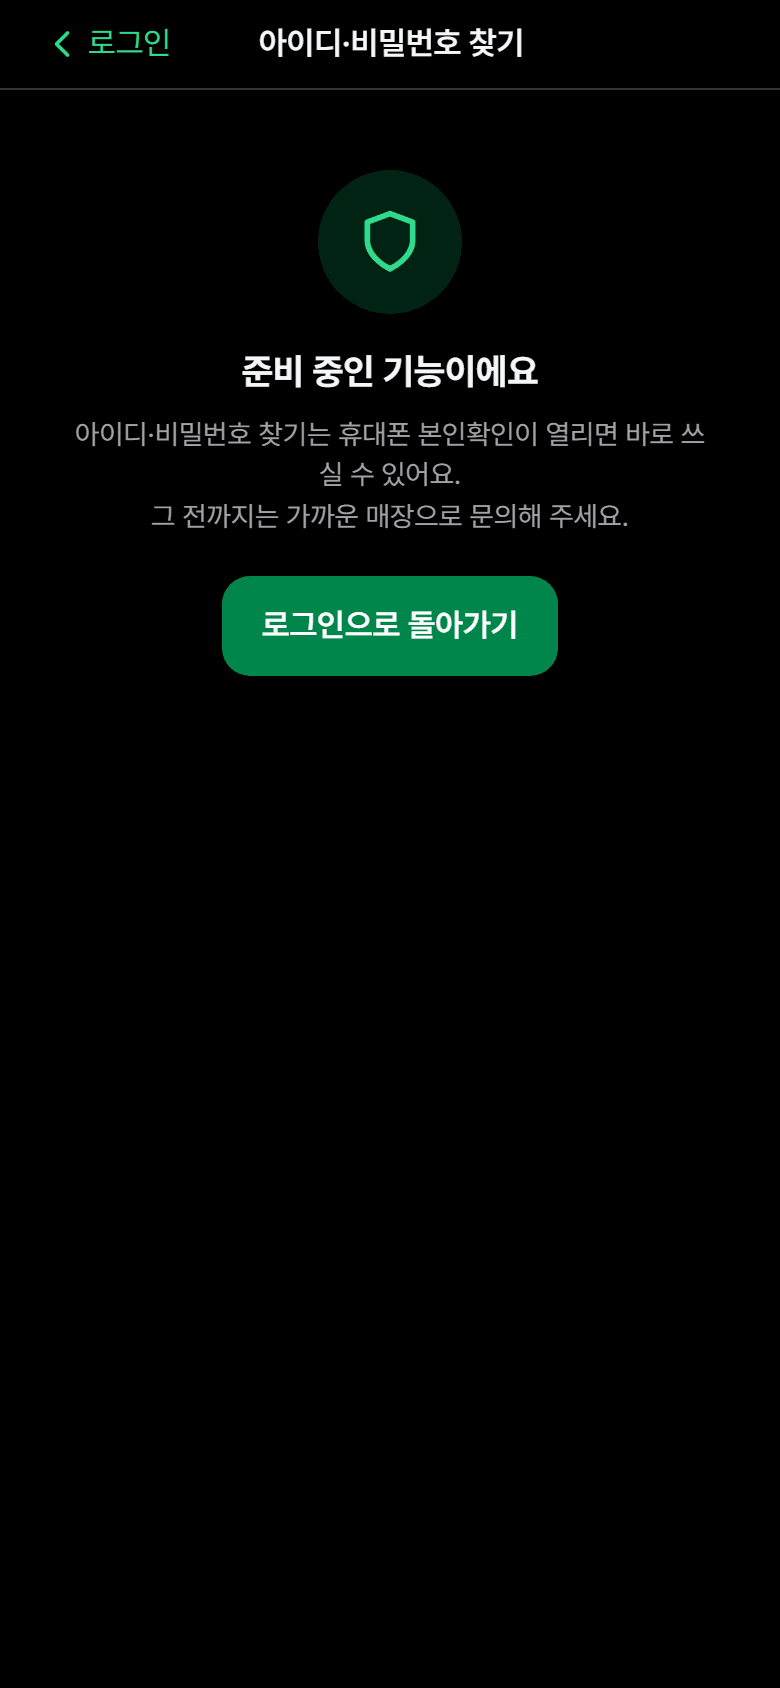 로그인
아이디·비밀번호 찾기
준비 중인 기능이에요
아이디·비밀번호 찾기는 휴대폰 본인확인이 열리면 바로 쓰
실 수 있어요.
그 전까지는 가까운 매장으로 문의해 주세요.
로그인으로 돌아가기